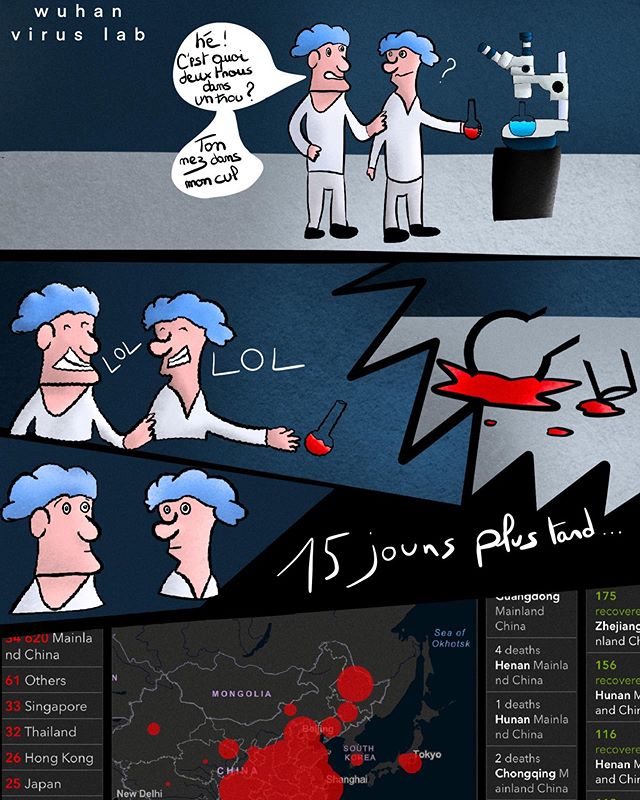 wuhan
virus lab
hé!
C'est quoi
deux trous
dans
un trou?
Ton
nez dans
mon cul
?
LOL
LOL
15 jours plus tard...
34 620 Mainla
nd China
61 Others
33 Singapore
32 Thailand
26 Hong Kong
25 Japan
Sea of
Okhotsk
MONGOLIA
Beijing
CHINA
SOUTH
KOREA
Tokyo
Shanghai
New Delhi
Guangdong
Mainland
China
4 deaths
Henan Mainla
nd China
1 deaths
Hunan Mainla
nd China
2 deaths
Chongqing M
ainland China
175
recovere
Zhejiang
nland Ch
156
recovere
Hunan M
and Chin
116
recovere
Henan M
and Chin